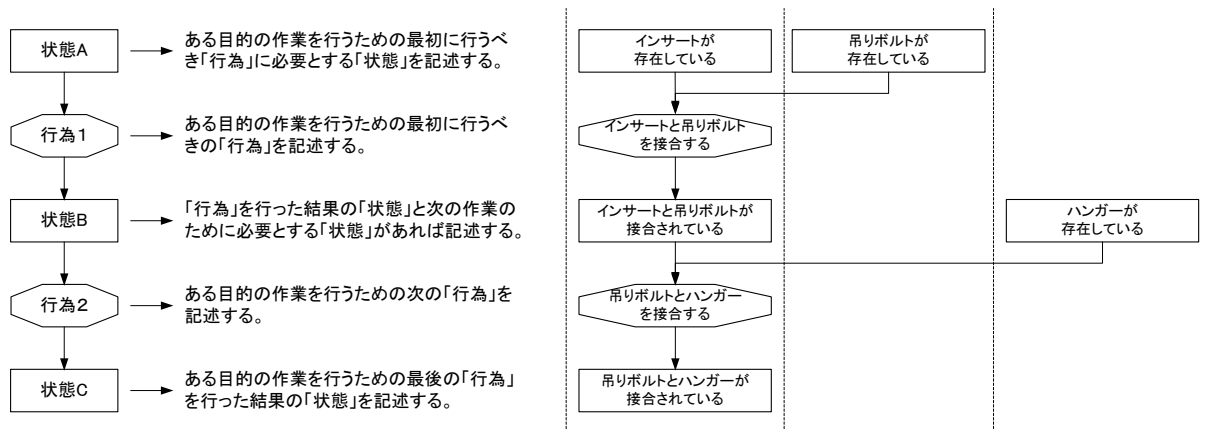 状態A
ある目的の作業を行うための最初に行うべ
き「行為」に必要とする「状態」を記述する。
インサートが
存在している
吊りボルトが
存在している
行為1
ある目的の作業を行うための最初に行うべ
きの「行為」を記述する。
インサートと吊りボルト
を接合する
状態B
「行為」を行った結果の「状態」と次の作業の
ために必要とする「状態」があれば記述する。
インサートと吊りボルトが
接合されている
ハンガーが
存在している
行為2
ある目的の作業を行うための次の「行為」を
記述する。
吊りボルトとハンガー
を接合する
状態C
ある目的の作業を行うための最後の「行為」
を行った結果の「状態」を記述する。
吊りボルトとハンガーが
接合されている